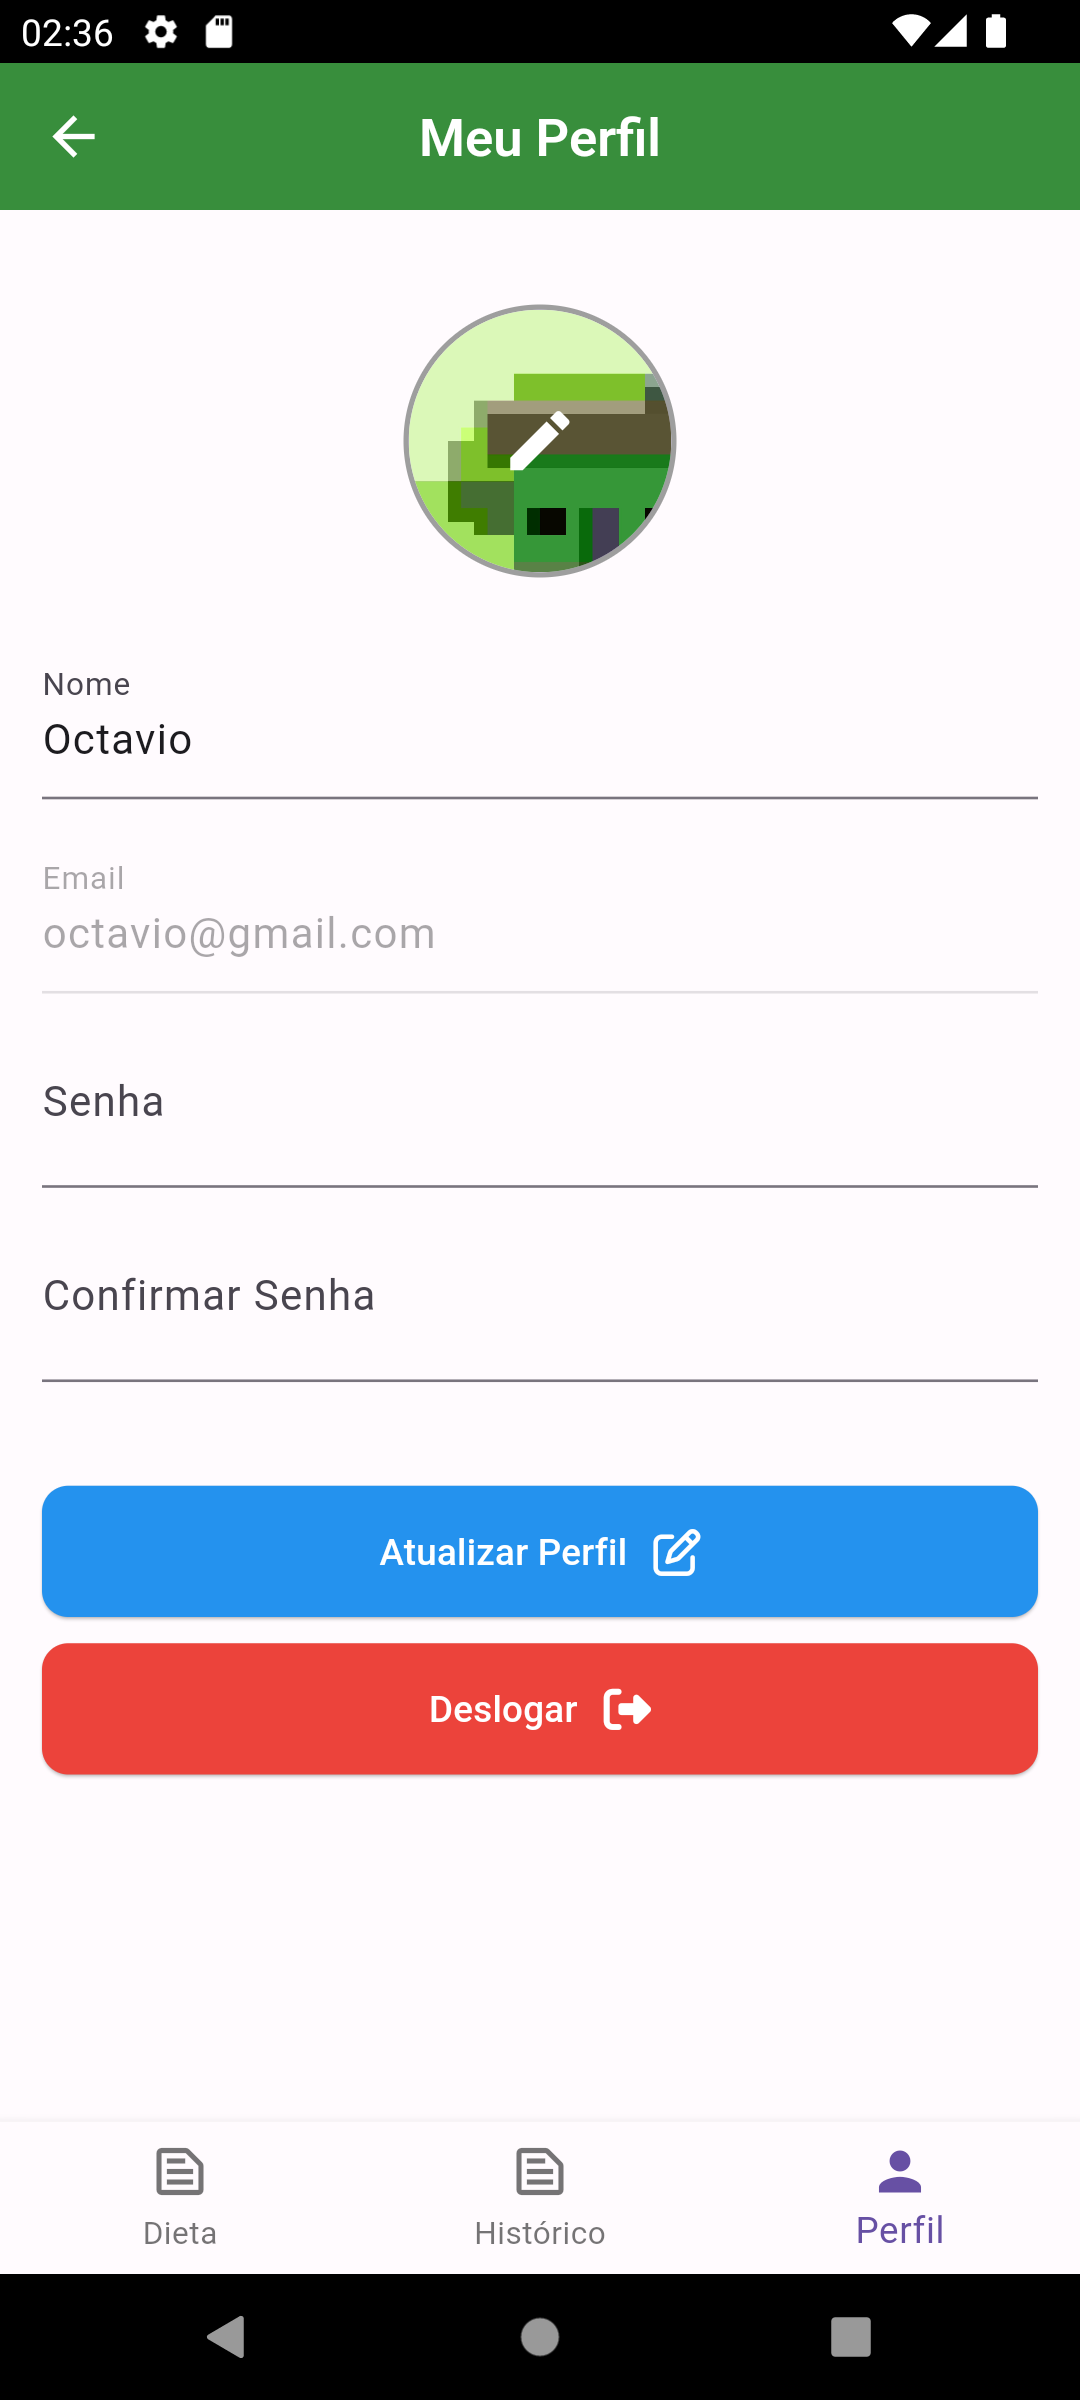 02:36
Meu Perfil
Nome
Octavio
Email
octavio@gmail.com
Senha
Confirmar Senha
Atualizar Perfil
Deslogar
Dieta
Histórico
Perfil